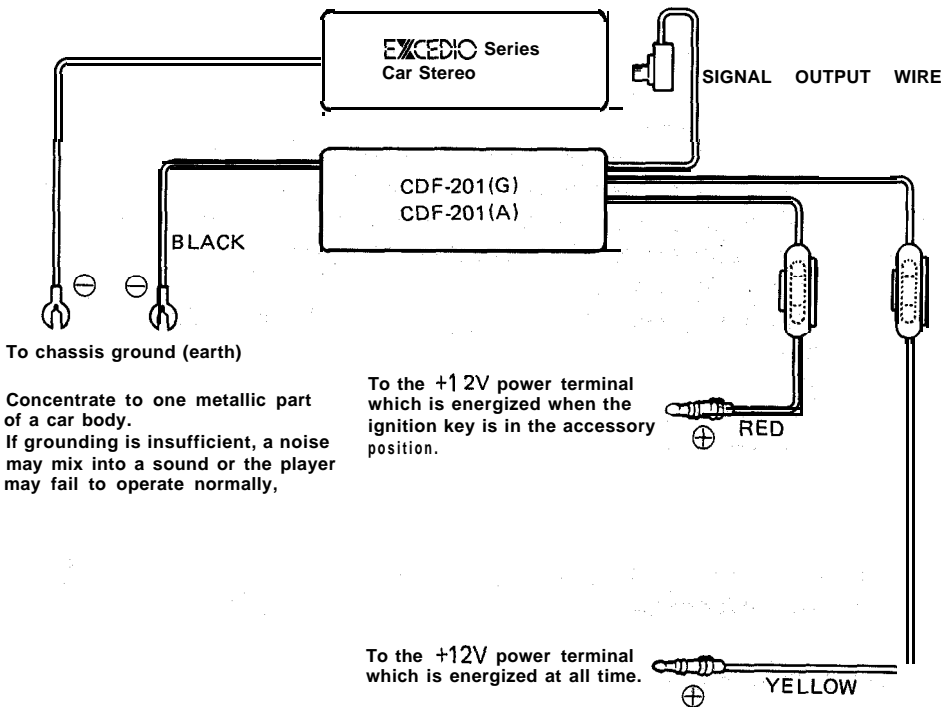 EXCEDIO Series
Car Stereo
SIGNAL OUTPUT WIRE
CDF-201(G)
CDF-201(A)
BLACK
⊖ ⊖
To chassis ground (earth)
Concentrate to one metallic part
of a car body.
If grounding is insufficient, a noise
may mix into a sound or the player
may fail to operate normally,
To the +12V power terminal
which is energized when the
ignition key is in the accessory
position.
⊕ RED
To the +12V power terminal
which is energized at all time.
⊕ YELLOW